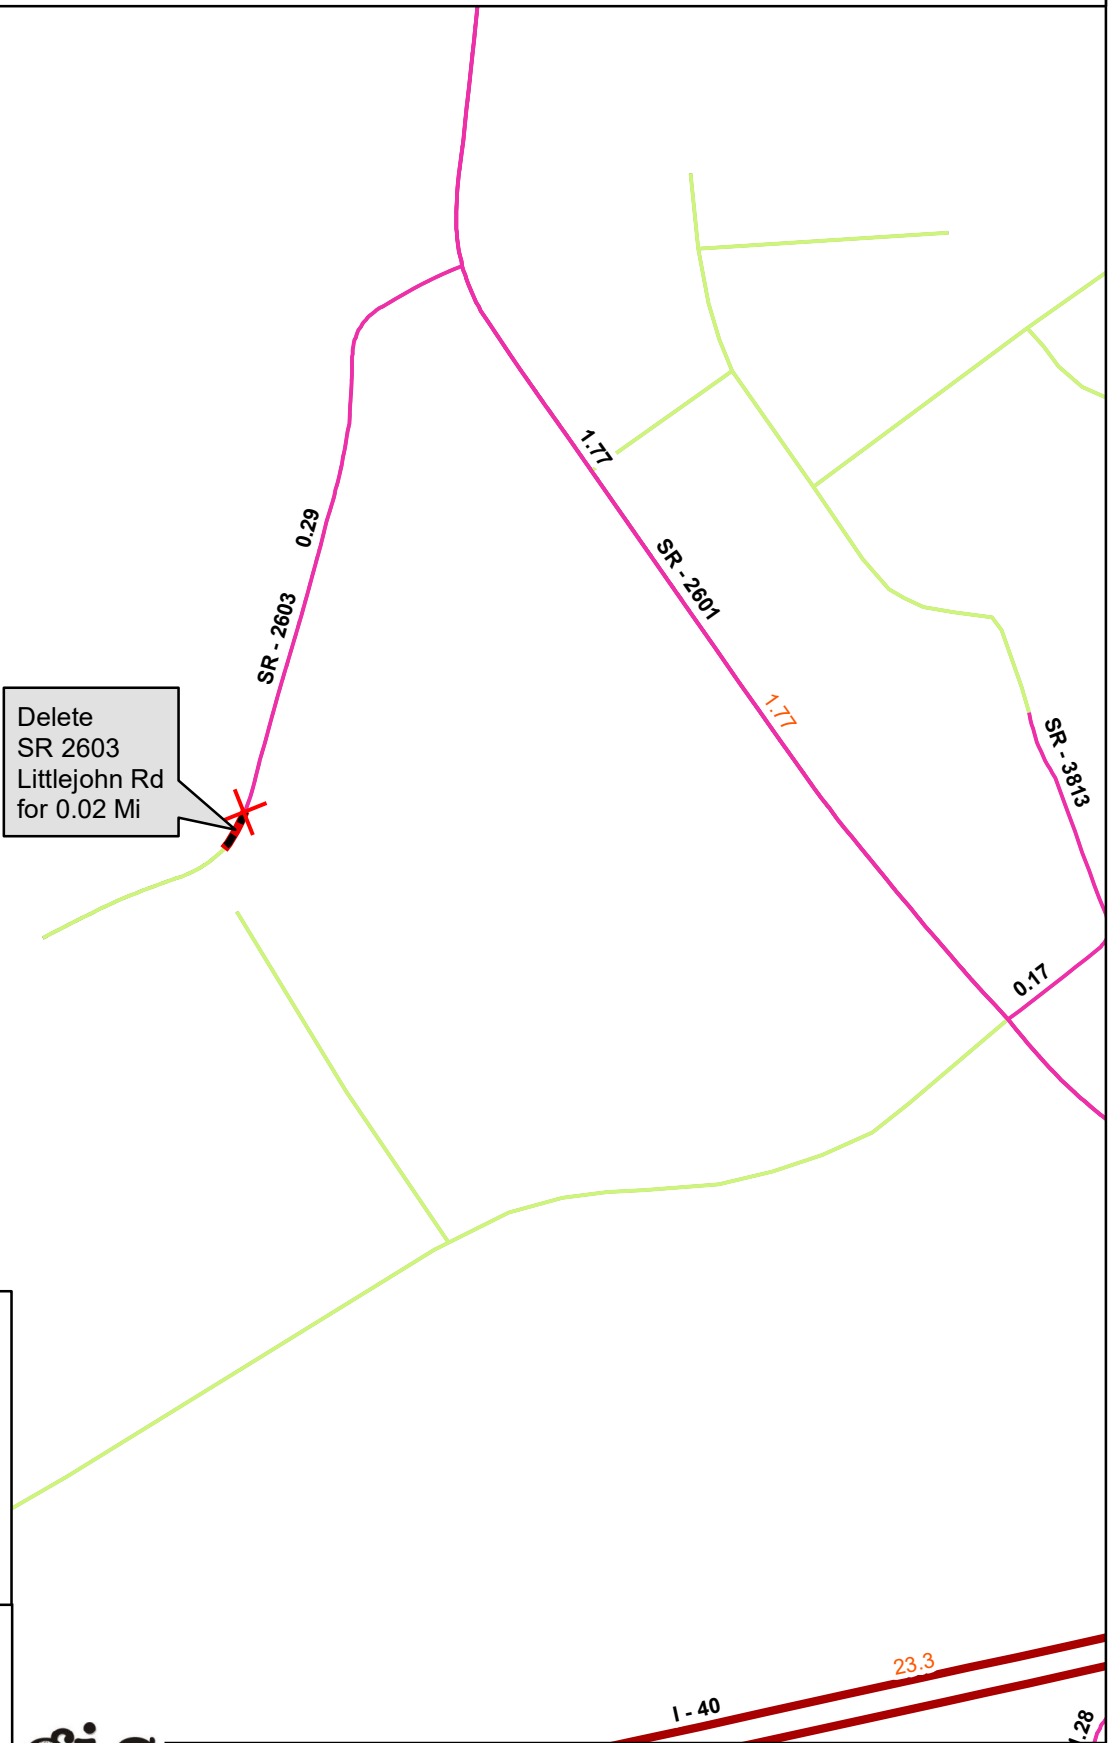 1.77
0.29
SR - 2601
SR - 2603
Delete
SR 2603
Littlejohn Rd
for 0.02 Mi
1.77
SR - 3813
0.17
23.3
I - 40